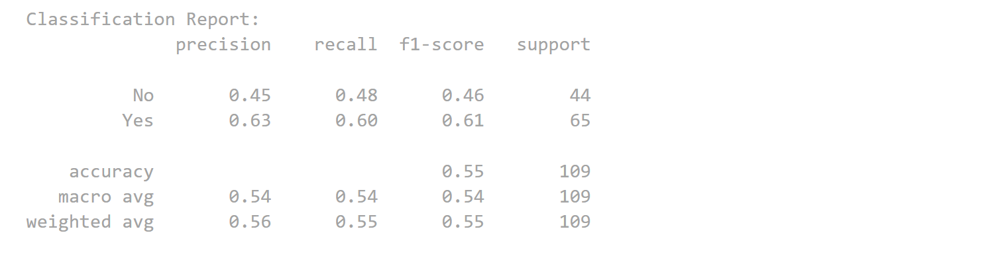 Classification Report:
precision recall f1-score support
No 0.45 0.48 0.46 44
Yes 0.63 0.60 0.61 65
accuracy 0.55 109
macro avg 0.54 0.54 0.54 109
weighted avg 0.56 0.55 0.55 109